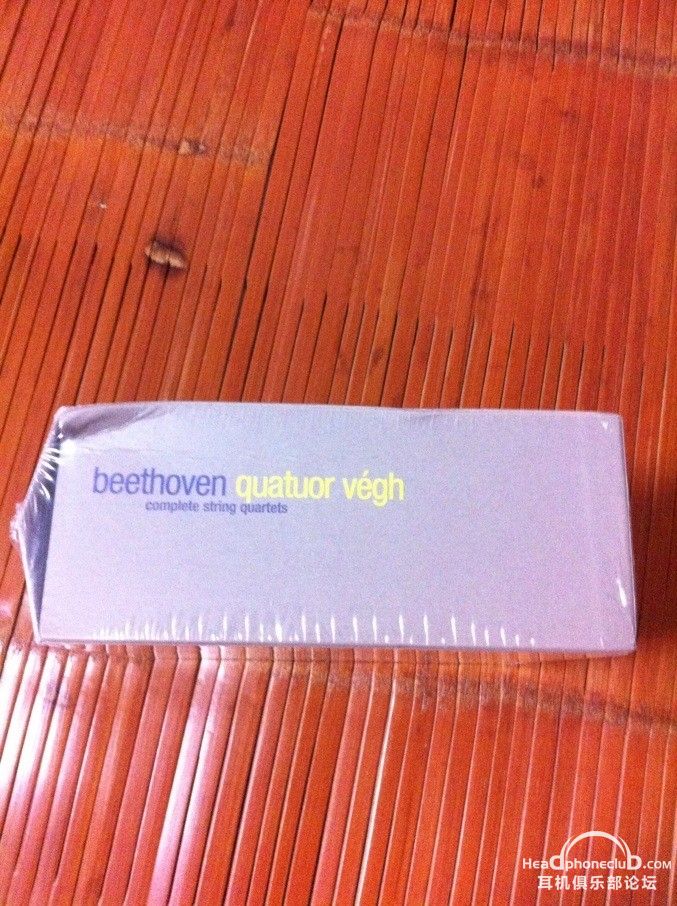 beethoven quatuor végh
complete string quartets
Headphoneclub.com
耳机俱乐部论坛